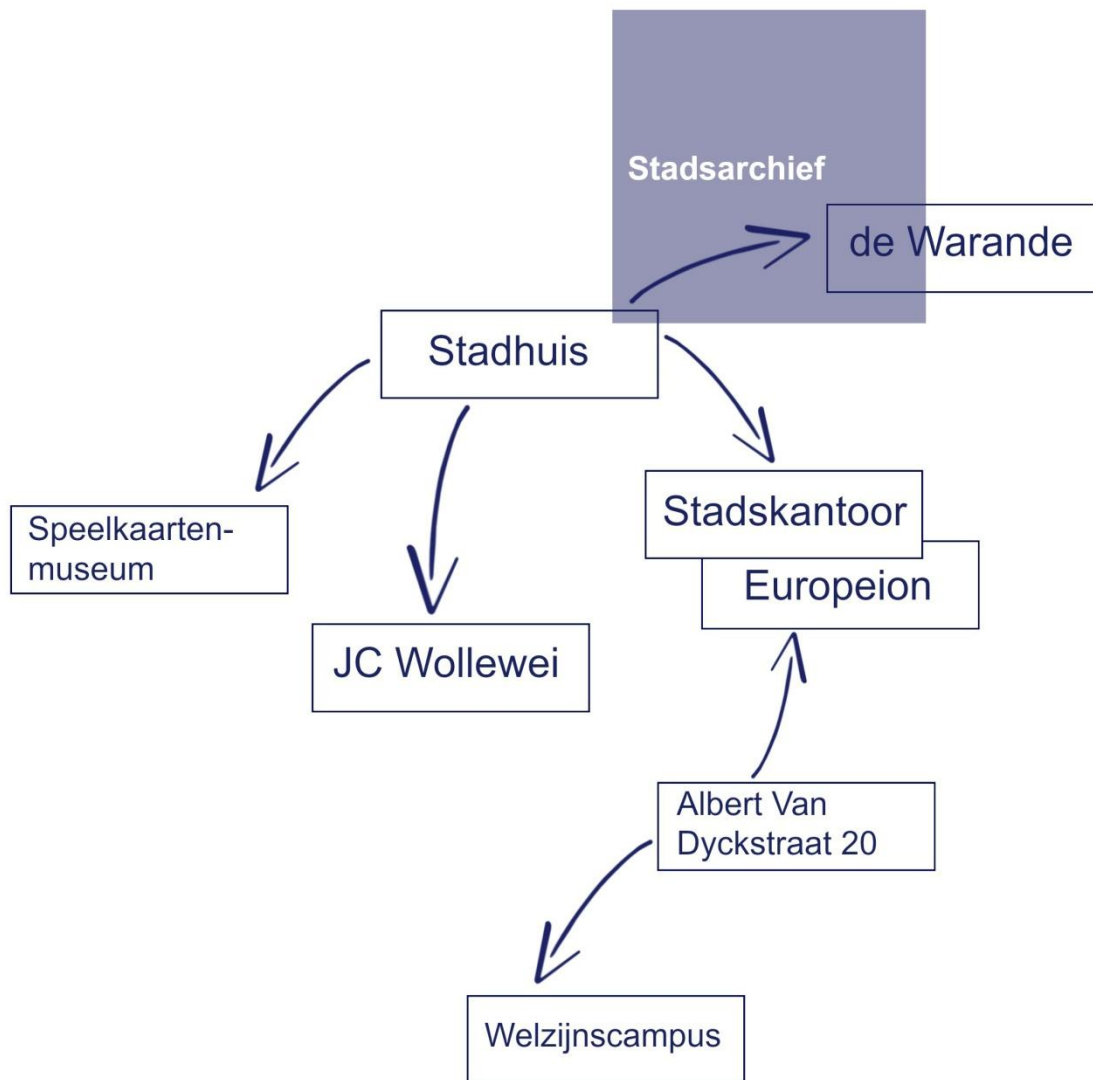 Stadsarchief
de Warande
Stadhuis
Speelkaarten-
museum
Stadskantoor
Europeion
JC Wollewei
Albert Van
Dyckstraat 20
Welzijnscampus